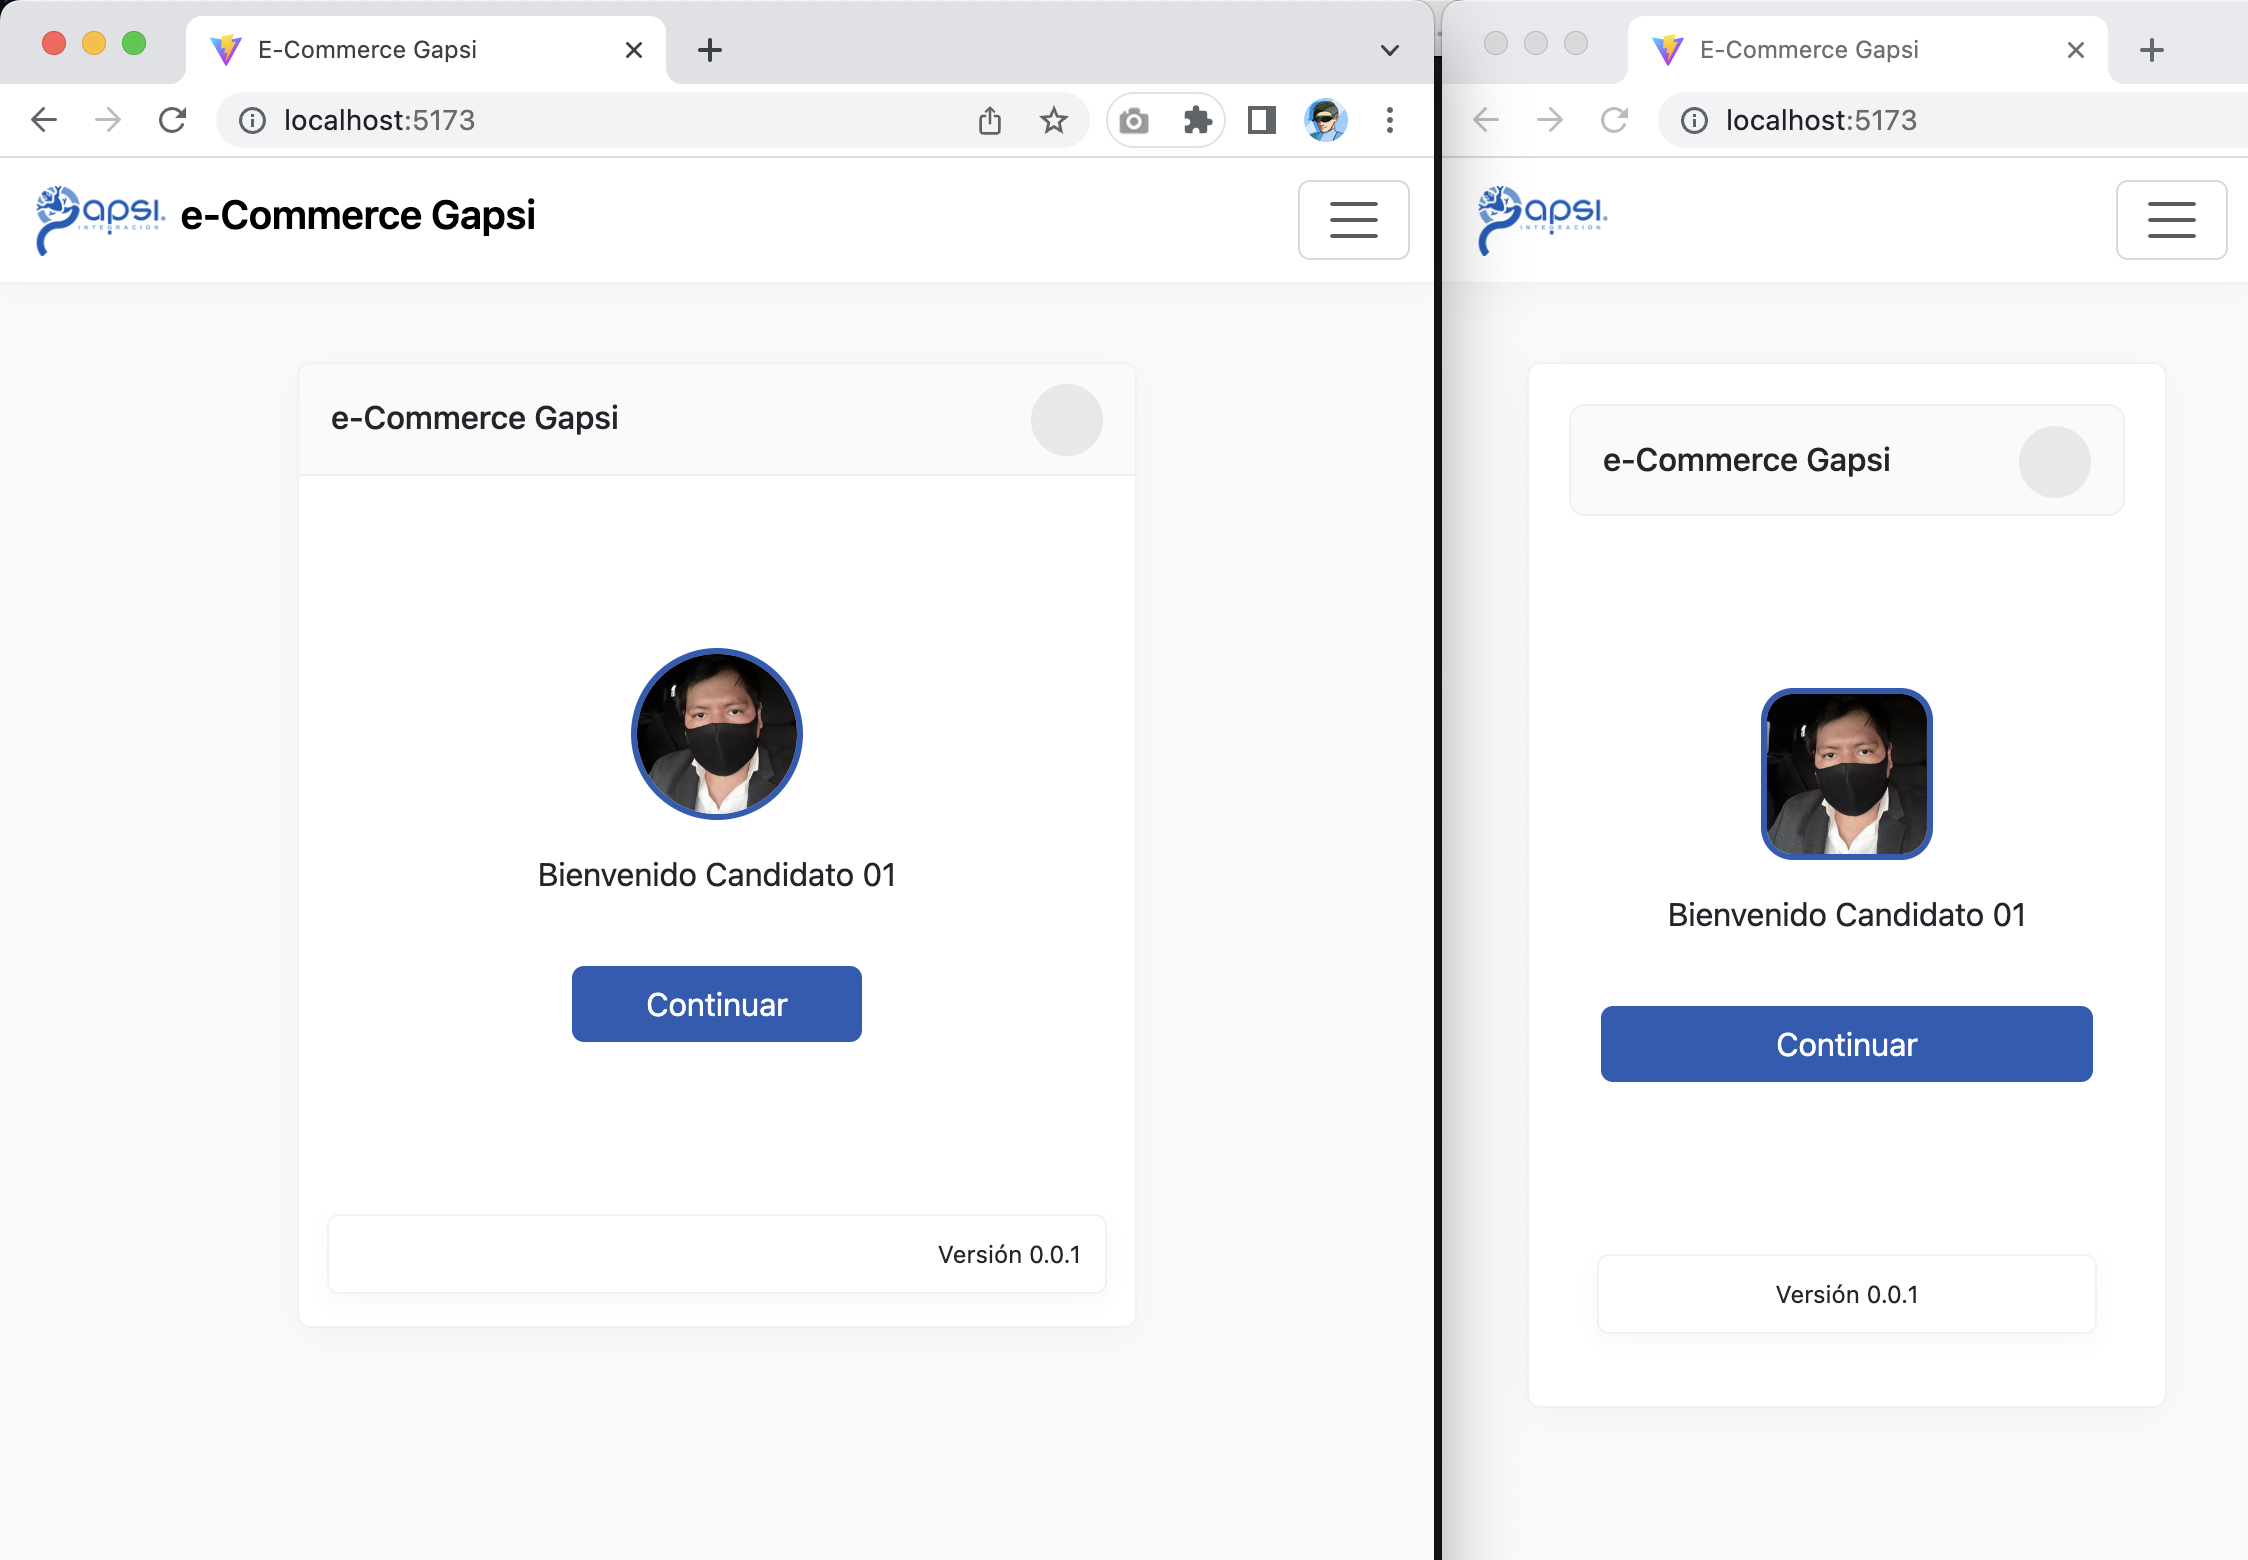 E-Commerce Gapsi
localhost:5173
apsi.
INTEGRACION
e-Commerce Gapsi
e-Commerce Gapsi
Bienvenido Candidato 01
Continuar
Versión 0.0.1
E-Commerce Gapsi
localhost:5173
apsi.
INTEGRACION
e-Commerce Gapsi
Bienvenido Candidato 01
Continuar
Versión 0.0.1